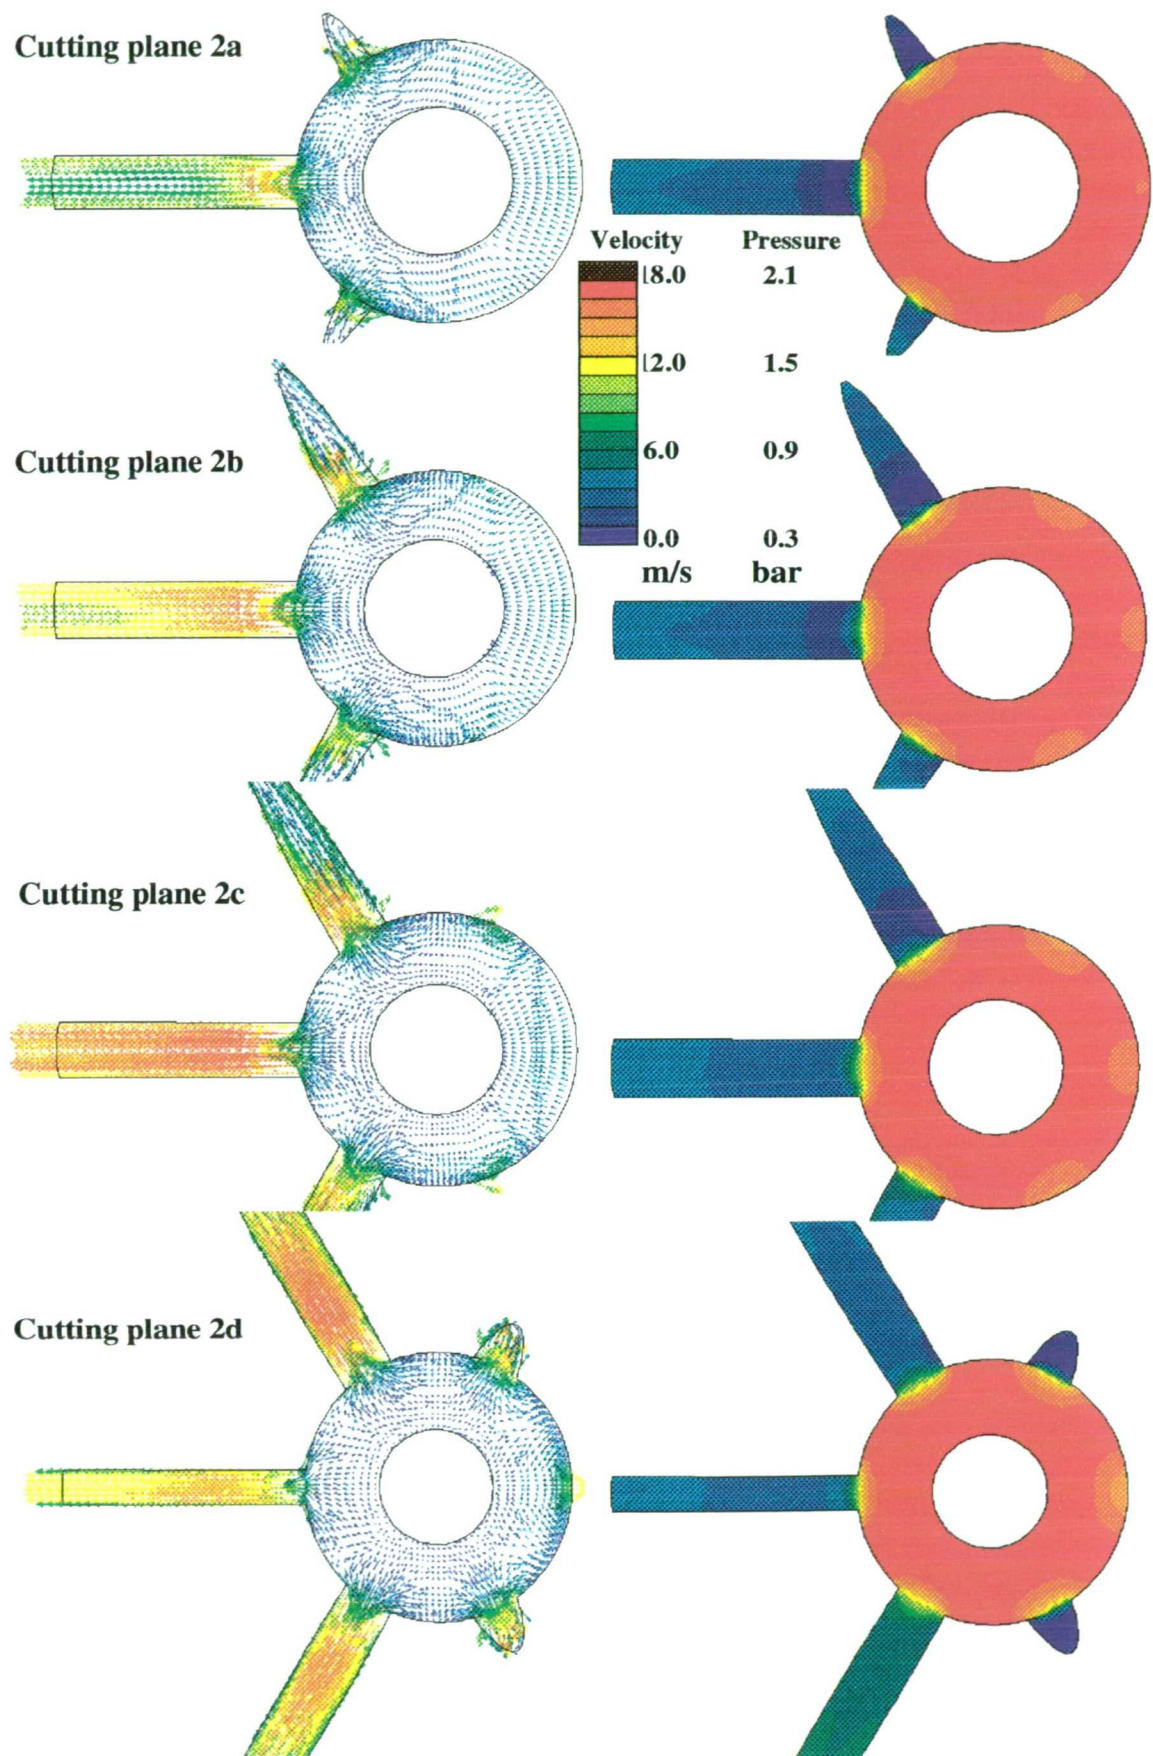 Cutting plane 2a
Velocity Pressure
18.0 2.1
12.0 1.5
Cutting plane 2b
6.0 0.9
0.0 0.3
m/s bar
Cutting plane 2c
Cutting plane 2d